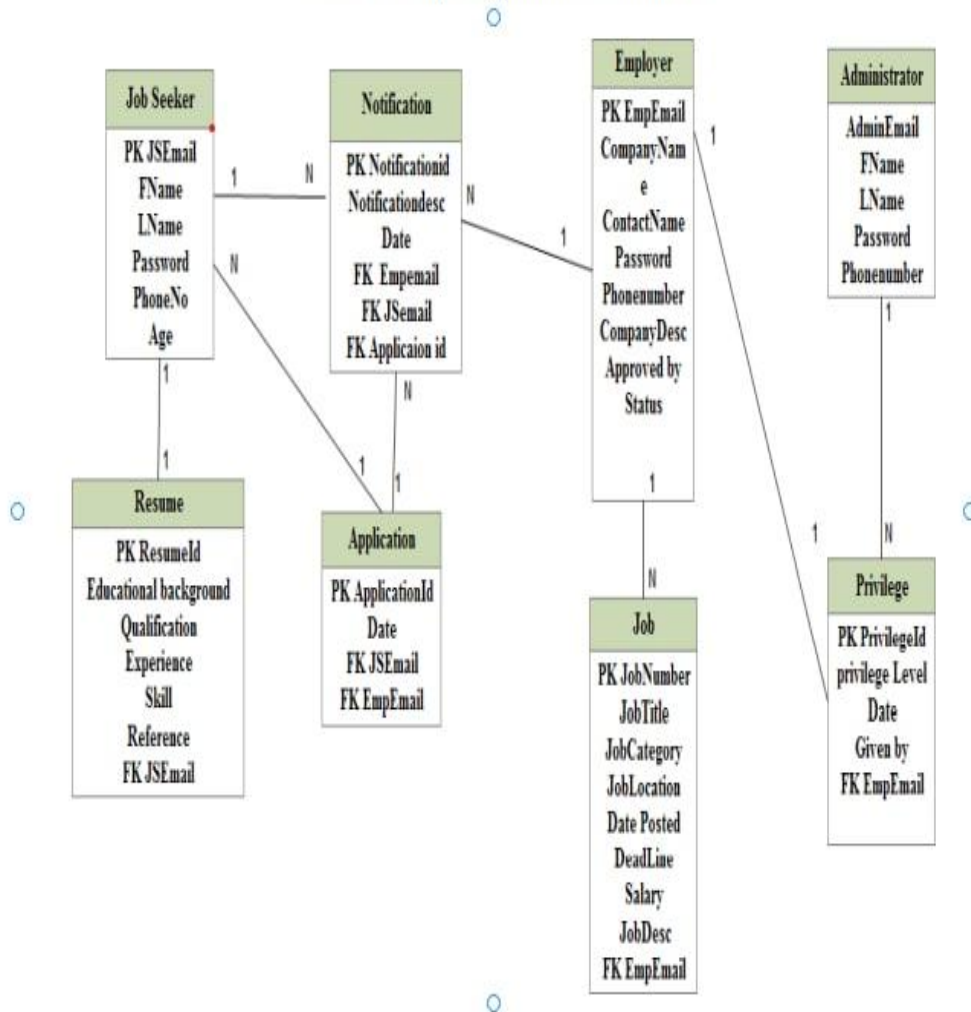 Job Seeker
PK JSEmail
FName
LName
Password
PhoneNo
Age
1
N
Notification
PK Notificationid
Notificationdesc
Date
FK Empemail
FK JSemail
FK Applicaion id
N
1
Employer
PK EmpEmail
CompanyNam
e
ContactName
Password
Phonenumber
CompanyDesc
Approved by
Status
1
Administrator
AdminEmail
FName
LName
Password
Phonenumber
1
N
1
1
1
N
1
Resume
PK ResumeId
Educational background
Qualification
Experience
Skill
Reference
FK JSEmail
Application
PK ApplicationId
Date
FK JSEmail
FK EmpEmail
1
N
Job
PK JobNumber
JobTitle
JobCategory
JobLocation
Date Posted
DeadLine
Salary
JobDesc
FK EmpEmail
1
N
Privilege
PK PrivilegeId
privilege Level
Date
Given by
FK EmpEmail